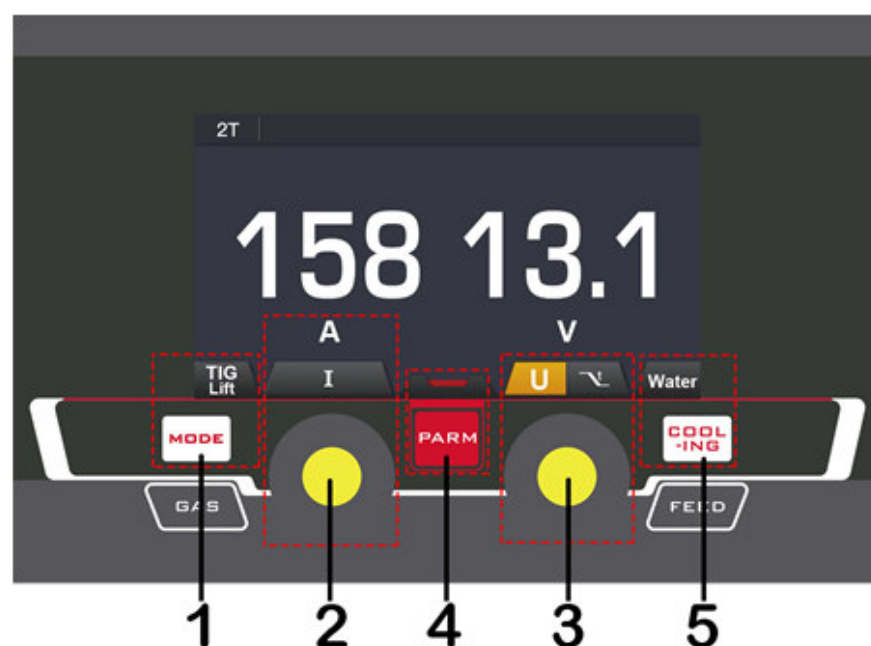 2T
158 13.1
A V
TIG
Lift
I
U
Water
MODE
PARM
COOL
-ING
GAS
FEED
1 2 4 3 5